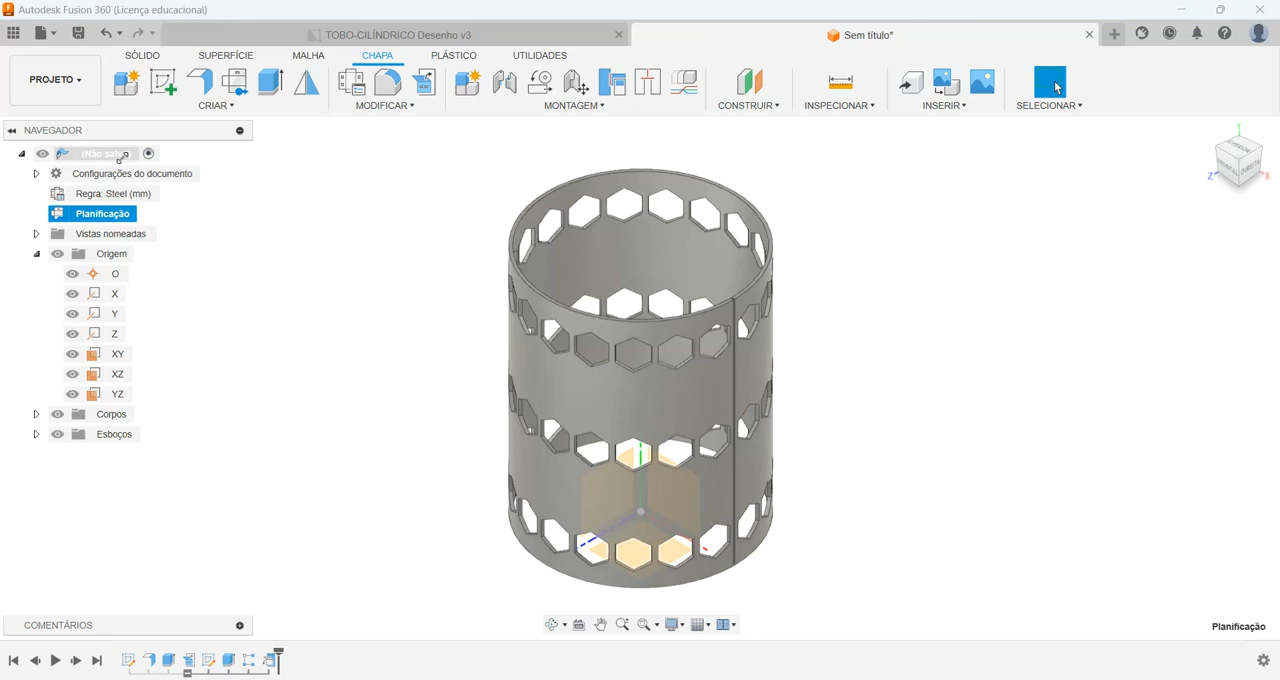 Autodesk Fusion 360 (Licença educacional)
TOBO-CILÍNDRICO Desenho v3
Sem título*
PROJETO
SÓLIDO SUPERFÍCIE MALHA CHAPA PLÁSTICO UTILIDADES
CRIAR MODIFICAR MONTAGEM CONSTRUIR INSPECIONAR INSERIR SELECIONAR
NAVEGADOR
Configurações do documento
Regra: Steel (mm)
Planificação
Vistas nomeadas
Origem
O
X
Y
Z
XY
XZ
YZ
Corpos
Esboços
Y
FRONTAL DIREITA
Z
X
COMENTÁRIOS
Planificação